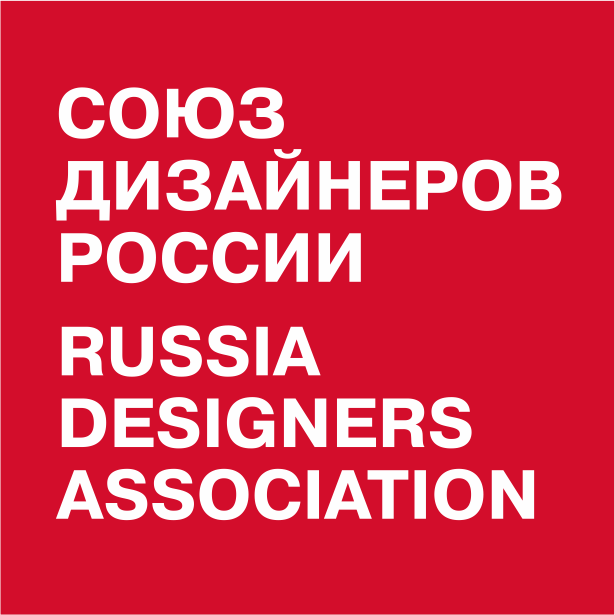 СОЮЗ
ДИЗАЙНЕРОВ
РОССИИ
RUSSIA
DESIGNERS
ASSOCIATION